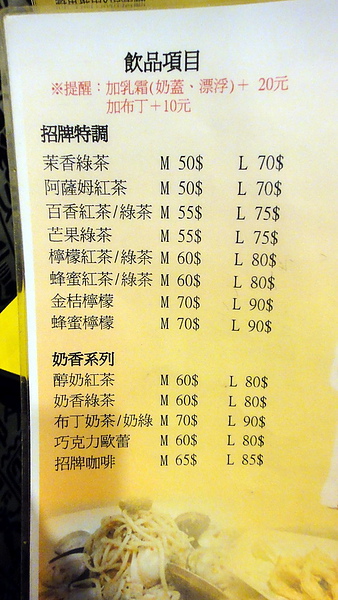 飲品項目
※提醒：加乳霜(奶蓋、漂浮)＋ 20元
加布丁＋10元
招牌特調
茉香綠茶 M 50$ L 70$
阿薩姆紅茶 M 50$ L 70$
百香紅茶/綠茶 M 55$ L 75$
芒果綠茶 M 55$ L 75$
檸檬紅茶/綠茶 M 60$ L 80$
蜂蜜紅茶/綠茶 M 60$ L 80$
金桔檸檬 M 70$ L 90$
蜂蜜檸檬 M 70$ L 90$
奶香系列
醇奶紅茶 M 60$ L 80$
奶香綠茶 M 60$ L 80$
布丁奶茶/奶綠 M 70$ L 90$
巧克力歐蕾 M 60$ L 80$
招牌咖啡 M 65$ L 85$